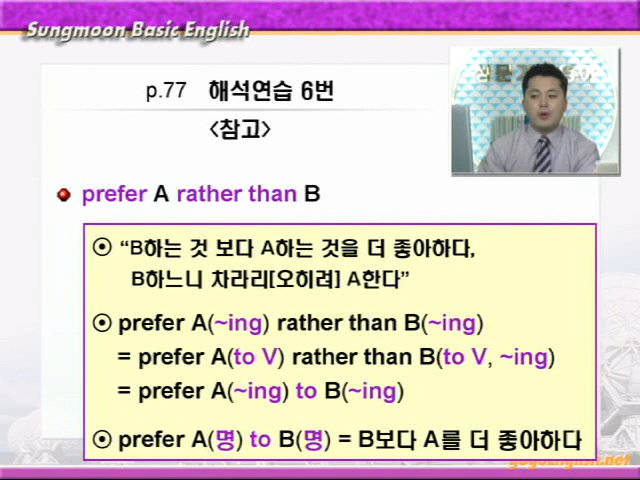 Sungmoon Basic English
p.77 해석연습 6번
<참고>
prefer A rather than B
“B하는 것 보다 A하는 것을 더 좋아하다,
B하느니 차라리[오히려] A한다”
prefer A(~ing) rather than B(~ing)
= prefer A(to V) rather than B(to V, ~ing)
= prefer A(~ing) to B(~ing)
prefer A(명) to B(명) = B보다 A를 더 좋아하다